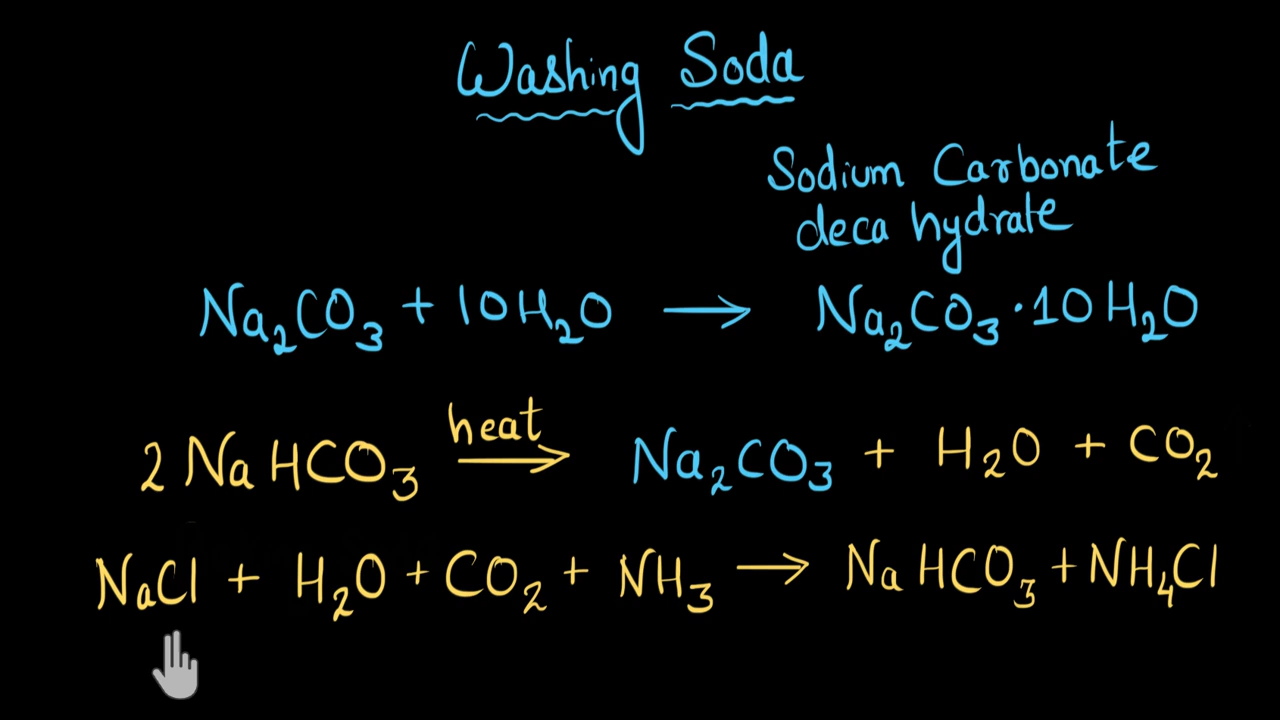 Washing Soda
Sodium Carbonate
deca hydrate
Na₂CO₃ + 10H₂O → Na₂CO₃·10H₂O
heat
2NaHCO₃ → Na₂CO₃ + H₂O + CO₂
NaCl + H₂O + CO₂ + NH₃ → NaHCO₃ + NH₄Cl